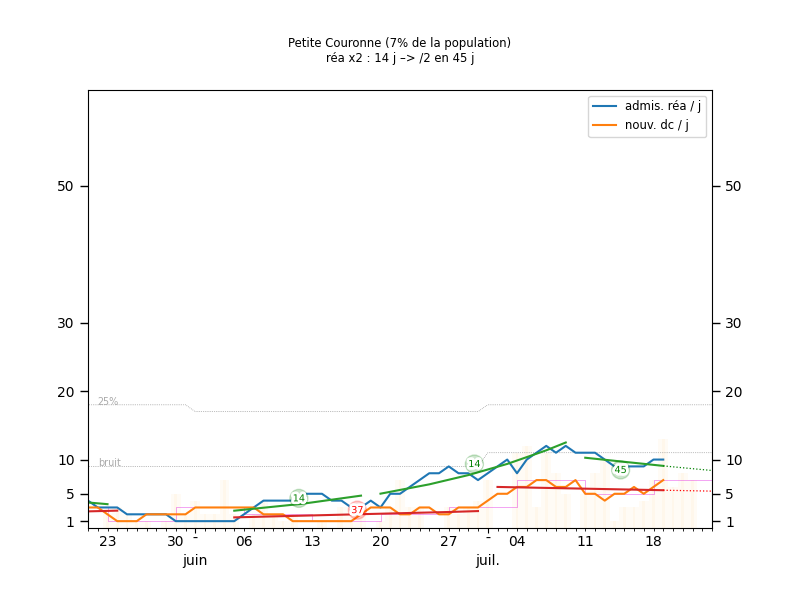 Petite Couronne (7% de la population)
réa x2 : 14 j –> /2 en 45 j
admis. réa / j
nouv. dc / j
50 50
30 30
20 20
25%
10 10
bruit
14 45
14
5 5
37
1 1
23 30 - 06 13 20 27 - 04 11 18
juin juil.